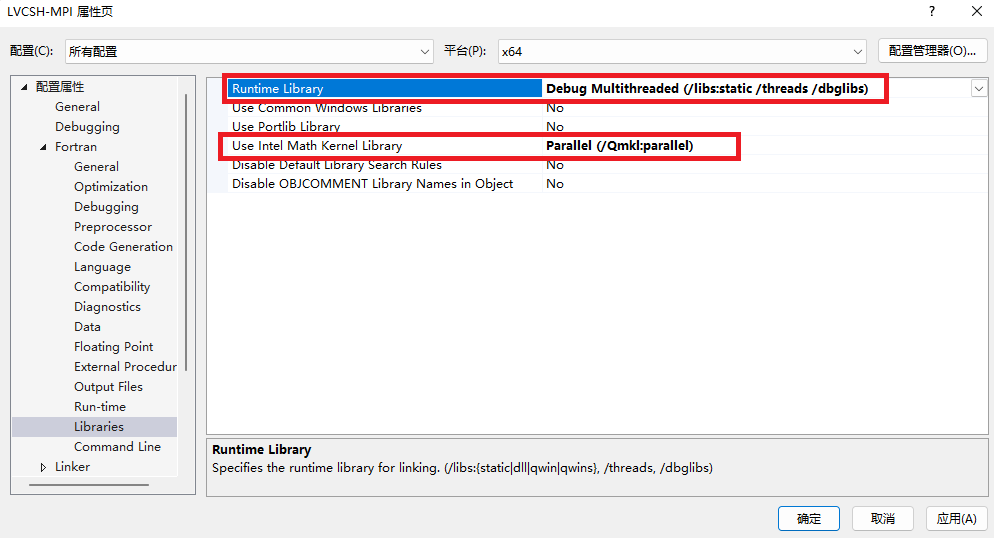 LVCSH-MPI 属性页
?
配置(C): 所有配置 平台(P): x64 配置管理器(O)...
配置属性
General
Debugging
Fortran
General
Optimization
Debugging
Preprocessor
Code Generation
Language
Compatibility
Diagnostics
Data
Floating Point
External Procedur
Output Files
Run-time
Libraries
Command Line
Linker
Runtime Library Debug Multithreaded (/libs:static /threads /dbglibs)
Use Common Windows Libraries No
Use Portlib Library No
Use Intel Math Kernel Library Parallel (/Qmkl:parallel)
Disable Default Library Search Rules No
Disable OBJCOMMENT Library Names in Object No
Runtime Library
Specifies the runtime library for linking. (/libs:{static|dll|qwin|qwins}, /threads, /dbglibs)
确定 取消 应用(A)